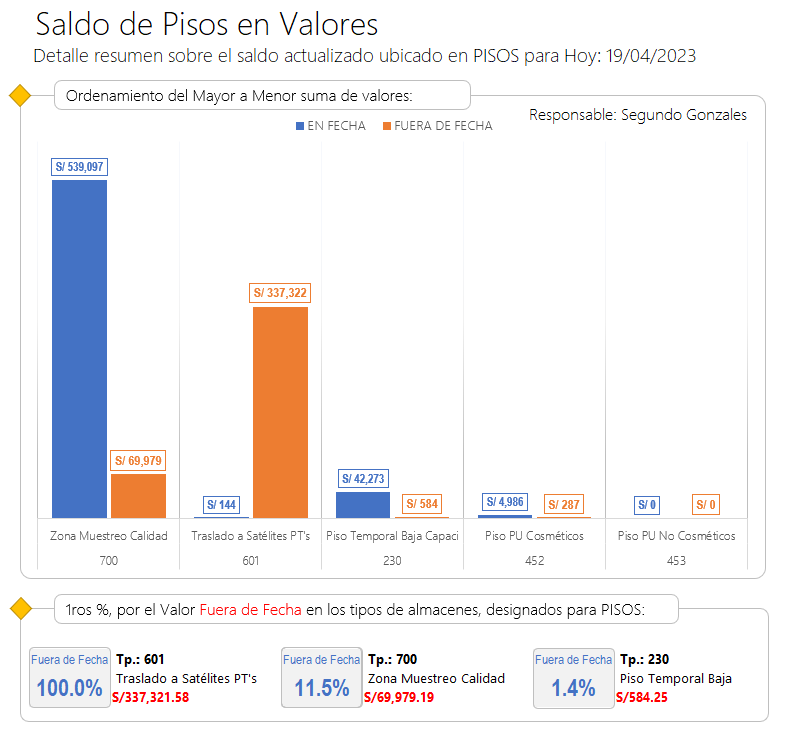 Saldo de Pisos en Valores
Detalle resumen sobre el saldo actualizado ubicado en PISOS para Hoy: 19/04/2023
Ordenamiento del Mayor a Menor suma de valores:
Responsable: Segundo Gonzales
EN FECHA FUERA DE FECHA
S/ 539,097
S/ 337,322
S/ 69,979
S/ 144
S/ 42,273
S/ 584
S/ 4,986
S/ 287
S/ 0
S/ 0
Zona Muestreo Calidad Traslado a Satélites PT's Piso Temporal Baja Capaci Piso PU Cosméticos Piso PU No Cosméticos
700 601 230 452 453
1ros %, por el Valor Fuera de Fecha en los tipos de almacenes, designados para PISOS:
Fuera de Fecha
100.0%
Tp.: 601
Traslado a Satélites PT's
S/337,321.58
Fuera de Fecha
11.5%
Tp.: 700
Zona Muestreo Calidad
S/69,979.19
Fuera de Fecha
1.4%
Tp.: 230
Piso Temporal Baja
S/584.25